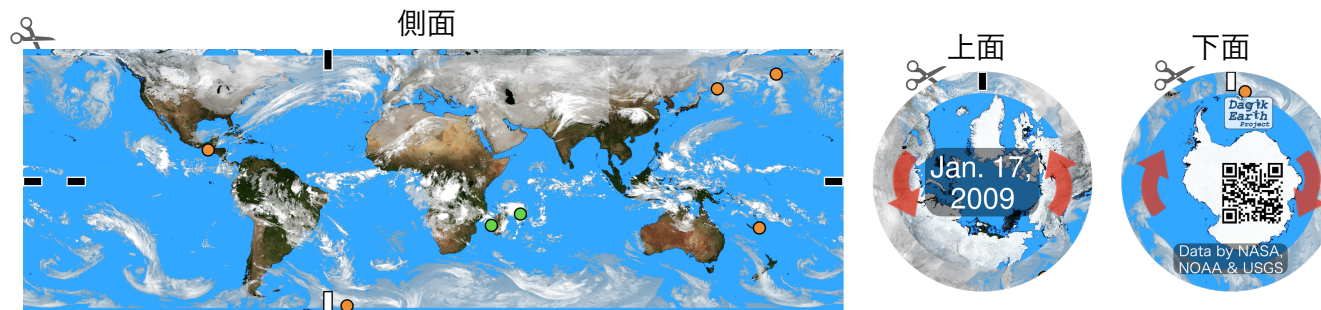 側面
上面
下面
Jan. 17,
2009
Dagik
Earth
Project
Data by NASA,
NOAA & USGS